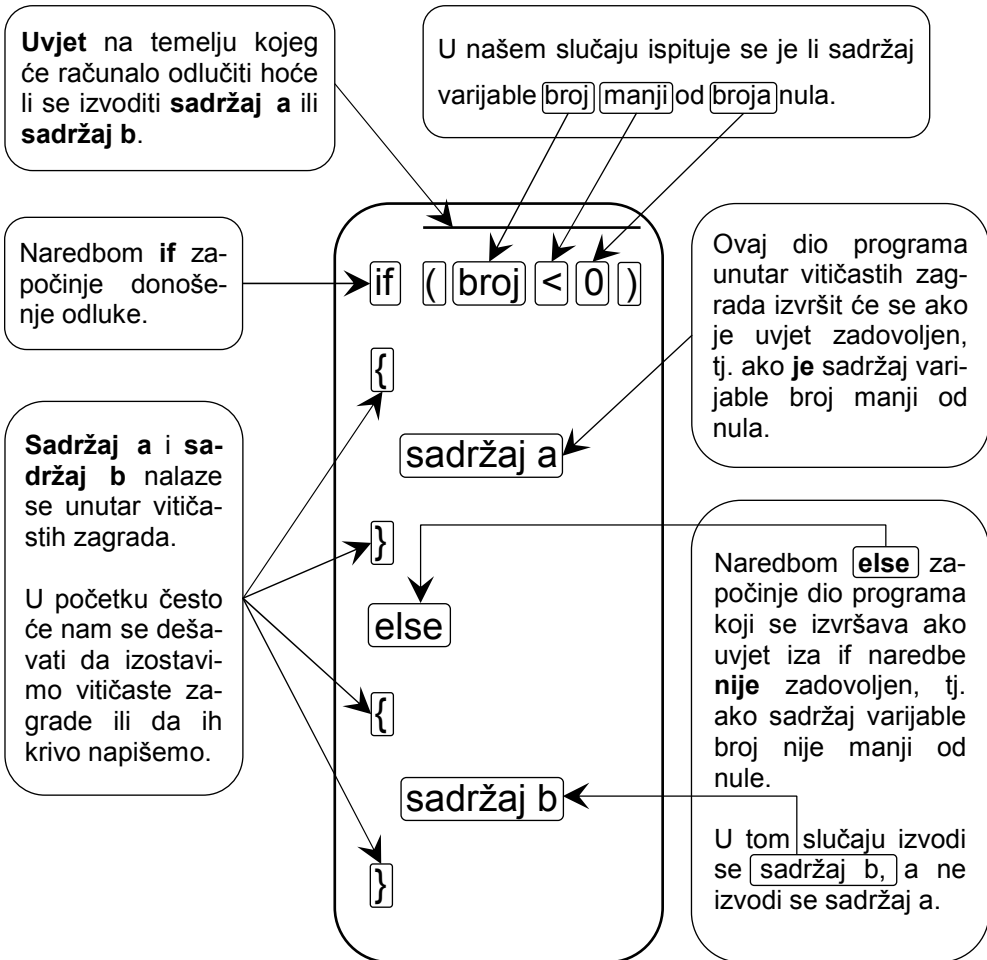 Uvjet na temelju kojeg
će računalo odlučiti hoće
li se izvoditi sadržaj a ili
sadržaj b.
U našem slučaju ispituje se je li sadržaj
varijable broj manji od broja nula.
Naredbom if za-
počinje donoše-
nje odluke.
if ( broj < 0 )
{
sadržaj a
}
else
{
sadržaj b
}
Ovaj dio programa
unutar vitičastih zag-
rada izvršit će se ako
je uvjet zadovoljen,
tj. ako je sadržaj vari-
jable broj manji od
nula.
Sadržaj a i sa-
držaj b nalaze
se unutar vitiča-
stih zagrada.
U početku često
će nam se deša-
vati da izostavi-
mo vitičaste za-
grade ili da ih
krivo napišemo.
Naredbom else za-
počinje dio programa
koji se izvršava ako
uvjet iza if naredbe
nije zadovoljen, tj.
ako sadržaj varijable
broj nije manji od
nule.
U tom slučaju izvodi
se sadržaj b, a ne
izvodi se sadržaj a.